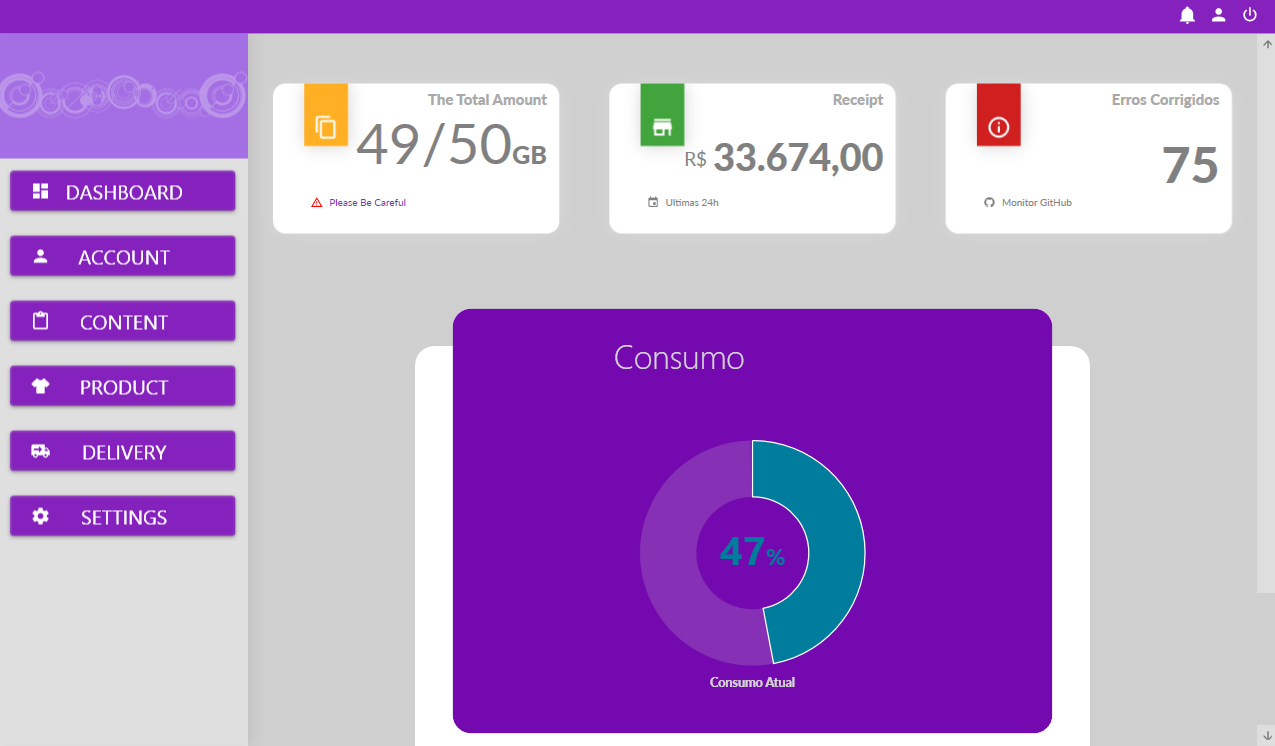 DASHBOARD
ACCOUNT
CONTENT
PRODUCT
DELIVERY
SETTINGS
The Total Amount
49/50GB
Please Be Careful
Receipt
R$ 33.674,00
Ultimas 24h
Erros Corrigidos
75
Monitor GitHub
Consumo
47%
Consumo Atual